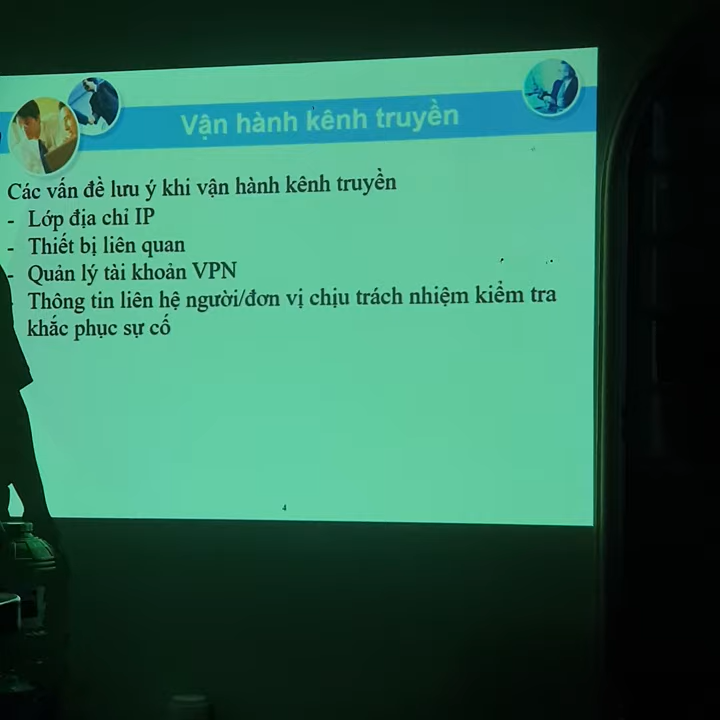 Vận hành kênh truyền
Các vấn đề lưu ý khi vận hành kênh truyền
- Lớp địa chỉ IP
- Thiết bị liên quan
- Quản lý tài khoản VPN
Thông tin liên hệ người/đơn vị chịu trách nhiệm kiểm tra
khắc phục sự cố
4